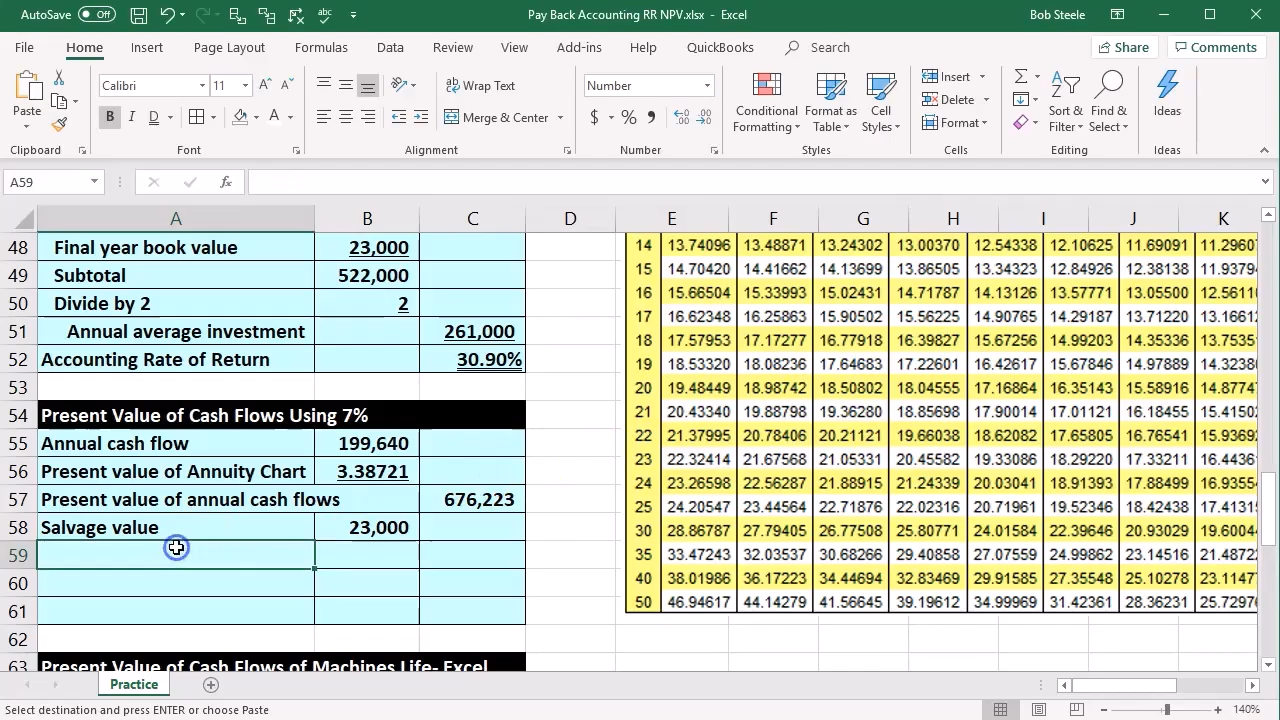 AutoSave Off Pay Back Accounting RR NPV.xlsx - Excel Bob Steele
File Home Insert Page Layout Formulas Data Review View Add-ins Help QuickBooks Search Share Comments
Calibri 11 Wrap Text Number Insert
Paste B I D A Merge & Center $ % Conditional Formatting Format as Table Cell Styles Delete Format Sort & Filter Find & Select Ideas
Clipboard Font Alignment Number Styles Cells Editing Ideas
A59 fx
A B C D E F G H I J K
48 Final year book value 23,000 14 13.74096 13.48871 13.24302 13.00370 12.54338 12.10625 11.69091 11.2960
49 Subtotal 522,000 15 14.70420 14.41662 14.13699 13.86505 13.34323 12.84926 12.38138 11.9379
50 Divide by 2 2 16 15.66504 15.33993 15.02431 14.71787 14.13126 13.57771 13.05500 12.5611
17 16.62348 16.25863 15.90502 15.56225 14.90765 14.29187 13.71220 13.1661
51 Annual average investment 261,000 18 17.57953 17.17277 16.77918 16.39827 15.67256 14.99203 14.35336 13.7535
52 Accounting Rate of Return 30.90% 19 18.53320 18.08236 17.64683 17.22601 16.42617 15.67846 14.97889 14.3238
53 20 19.48449 18.98742 18.50802 18.04555 17.16864 16.35143 15.58916 14.8774
54 Present Value of Cash Flows Using 7% 21 20.43340 19.88798 19.36280 18.85698 17.90014 17.01121 16.18455 15.4150
55 Annual cash flow 199,640 22 21.37995 20.78406 20.21121 19.66038 18.62082 17.65805 16.76541 15.9369
56 Present value of Annuity Chart 3.38721 23 22.32414 21.67568 21.05331 20.45582 19.33086 18.29220 17.33211 16.4436
24 23.26598 22.56287 21.88915 21.24339 20.03041 18.91393 17.88499 16.9355
57 Present value of annual cash flows 676,223 25 24.20547 23.46564 22.71876 22.02316 20.71961 19.52346 18.42438 17.4131
58 Salvage value 23,000 30 28.86787 27.79405 26.77508 25.80771 24.01584 22.39646 20.93029 19.6004
59 35 33.47243 32.03537 30.68266 29.40858 27.07559 24.99862 23.14516 21.4872
60 40 38.01986 36.17223 34.44694 32.83469 29.91585 27.35548 25.10278 23.1147
61 50 46.94617 44.14279 41.56645 39.19612 34.99969 31.42361 28.36231 25.7297
62
63 Present Value of Cash Flows of Machines Life- Excel
Practice
Select destination and press ENTER or choose Paste 140%